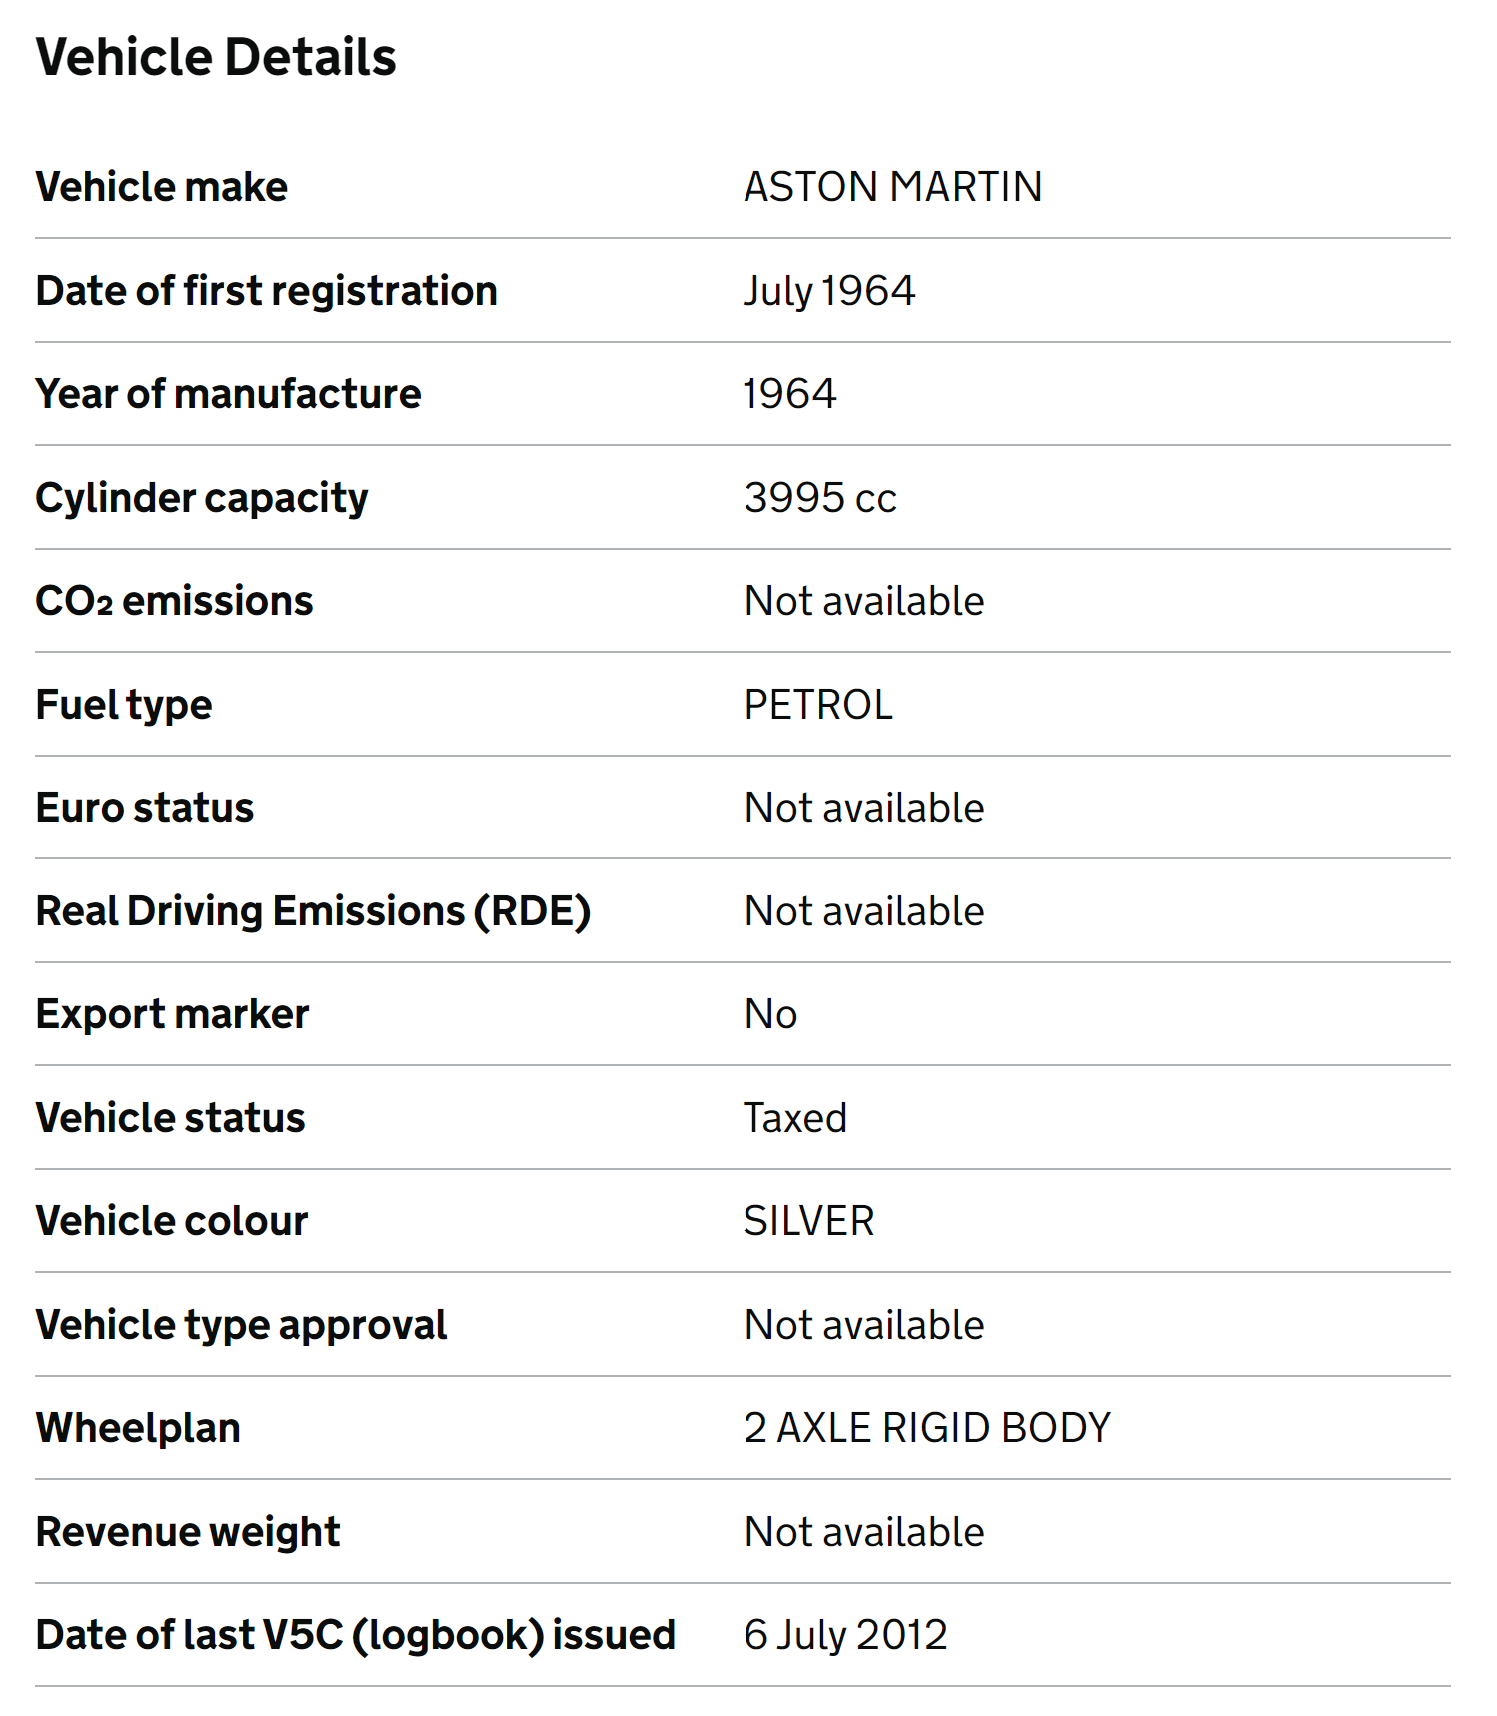 Vehicle Details
Vehicle make ASTON MARTIN
Date of first registration July 1964
Year of manufacture 1964
Cylinder capacity 3995 cc
CO₂ emissions Not available
Fuel type PETROL
Euro status Not available
Real Driving Emissions (RDE) Not available
Export marker No
Vehicle status Taxed
Vehicle colour SILVER
Vehicle type approval Not available
Wheelplan 2 AXLE RIGID BODY
Revenue weight Not available
Date of last V5C (logbook) issued 6 July 2012